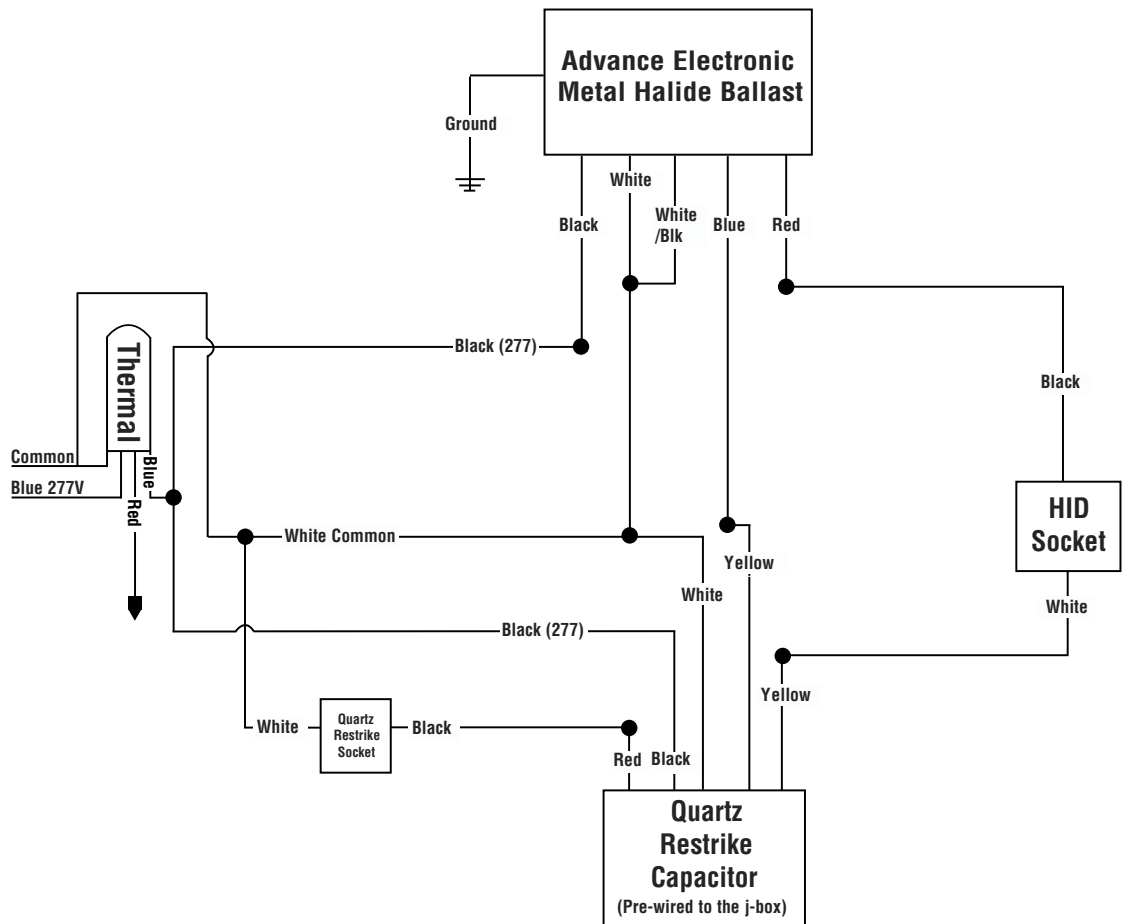 Advance Electronic
Metal Halide Ballast
Ground
White
Black
White
/Blk
Blue
Red
Black (277)
Thermal
Black
Common
Blue
Blue 277V
Red
HID
Socket
White Common
Yellow
White
White
Black (277)
Yellow
White
Quartz
Restrike
Socket
Black
Red
Black
Quartz
Restrike
Capacitor
(Pre-wired to the j-box)